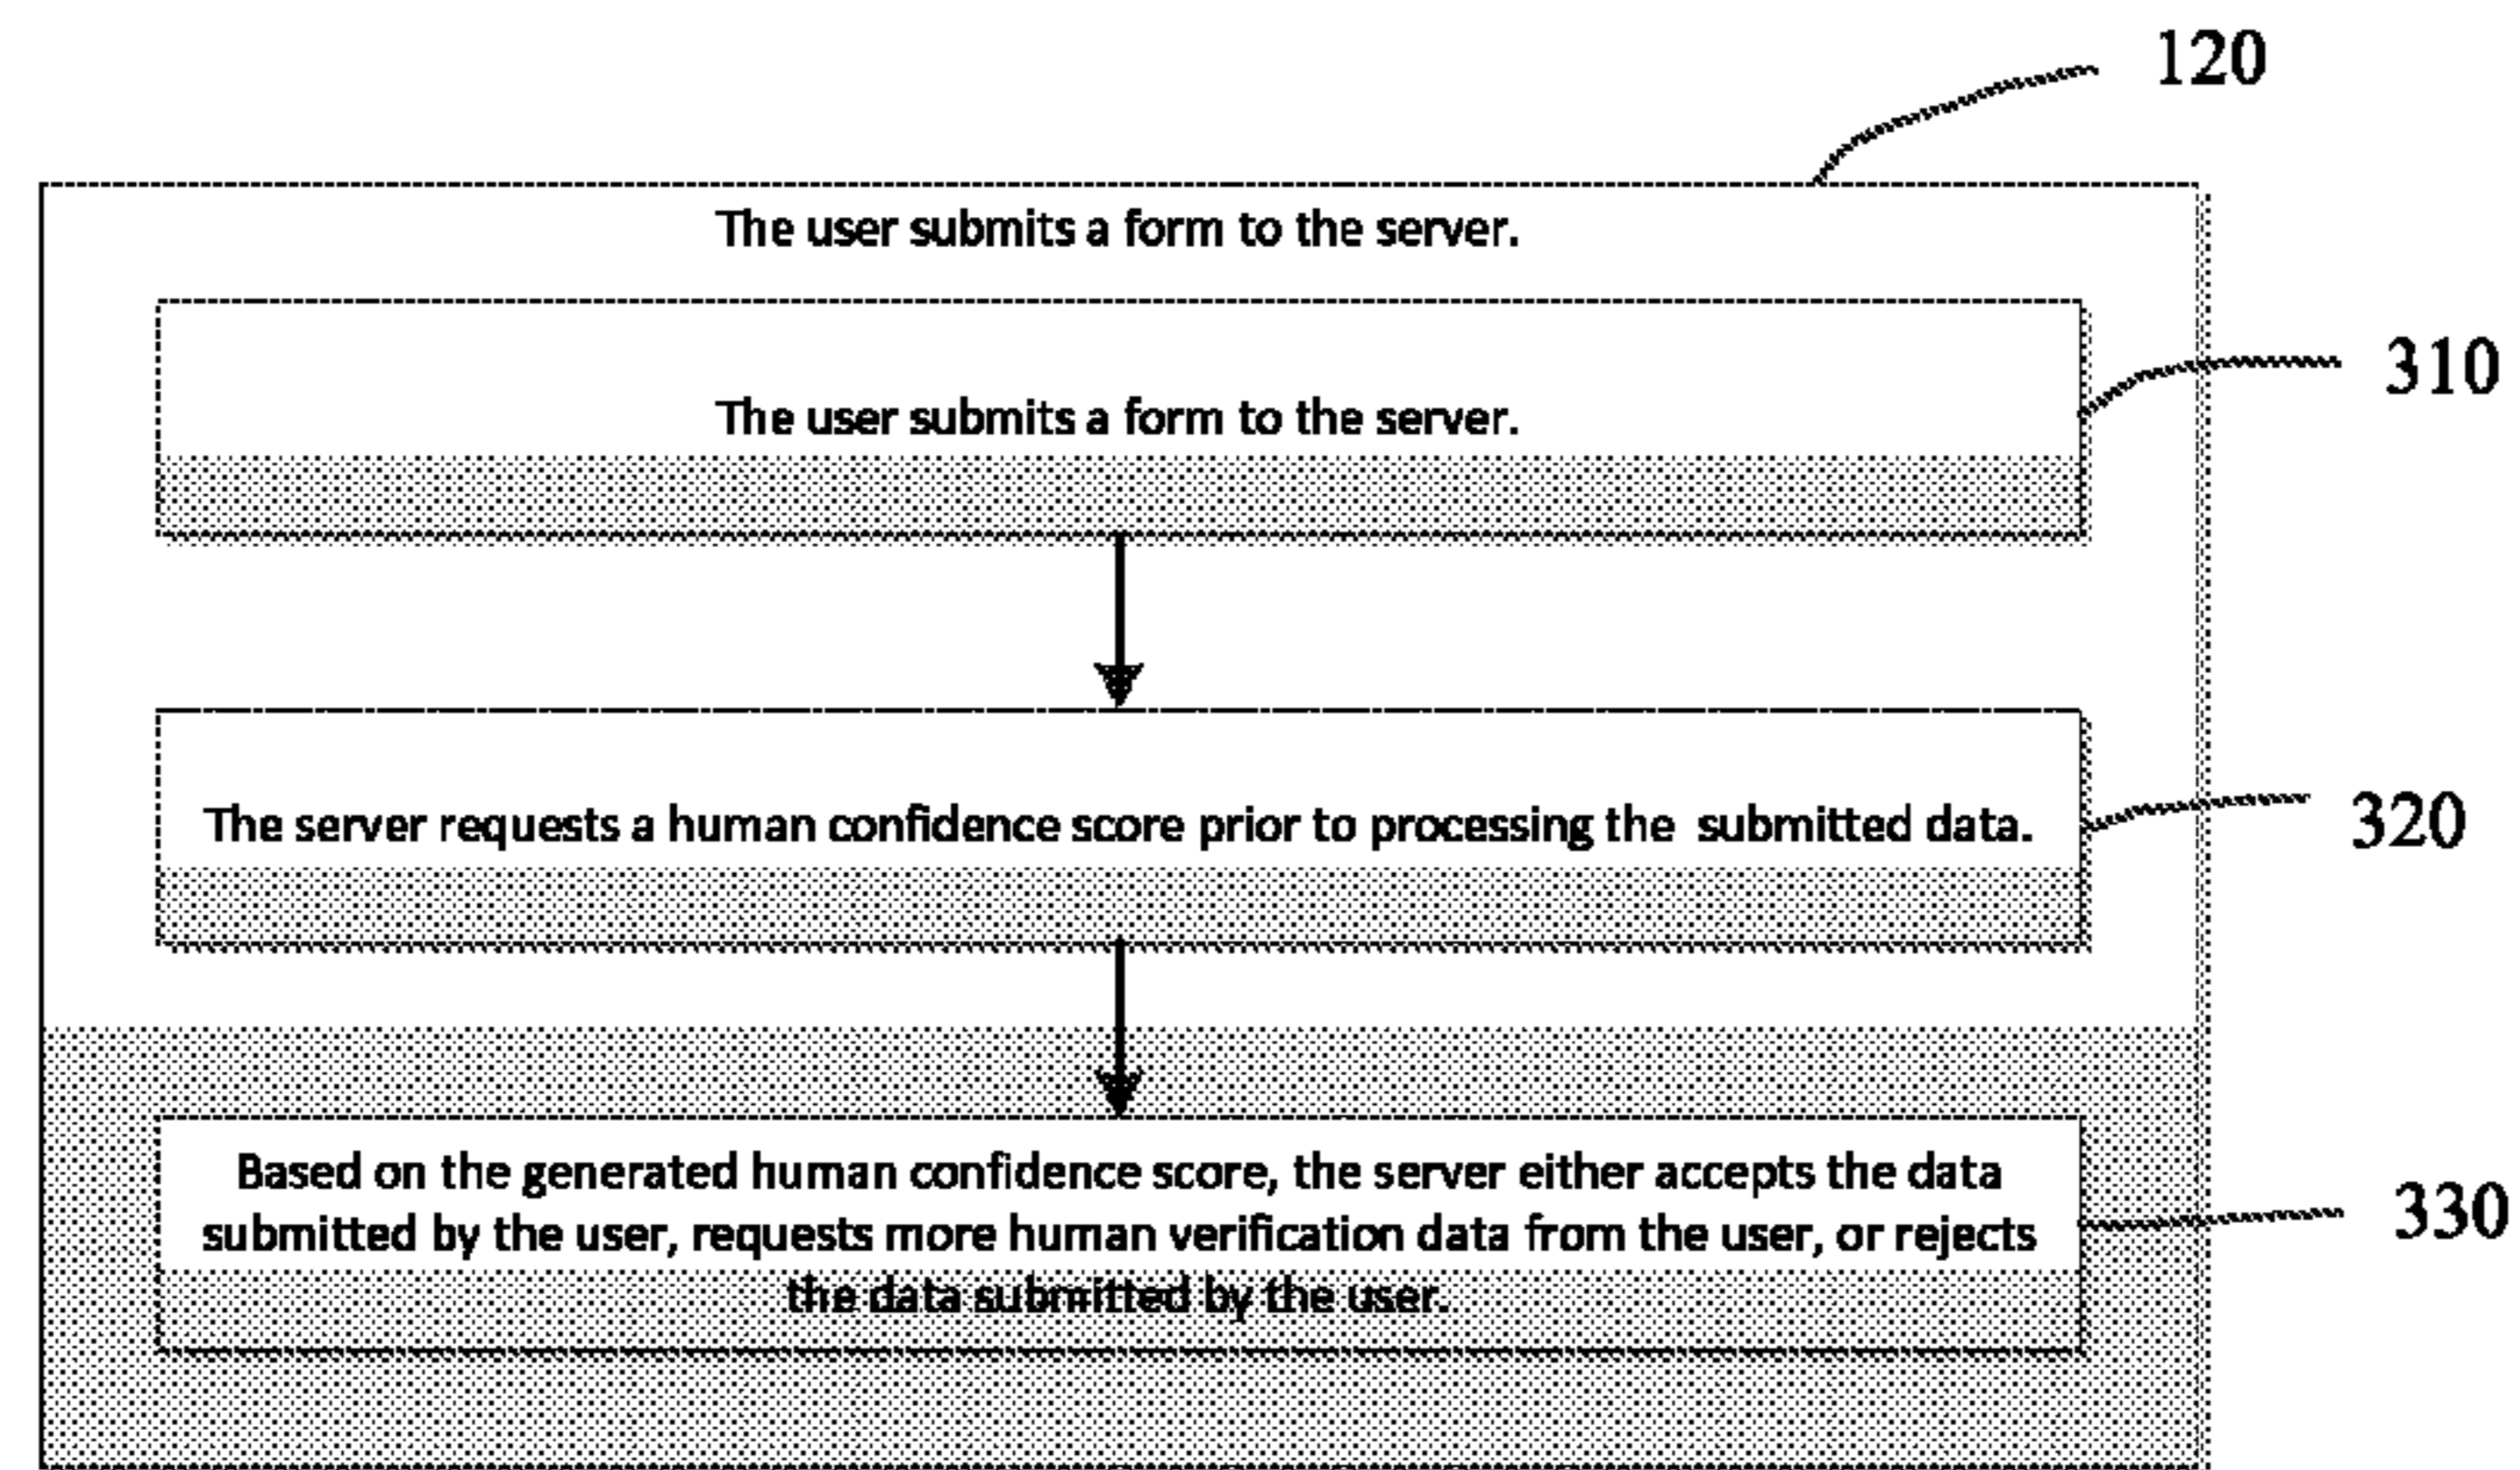 120
The user submits a form to the server.
310
The user submits a form to the server.
The server requests a human confidence score prior to processing the submitted data.
320
Based on the generated human confidence score, the server either accepts the data
submitted by the user, requests more human verification data from the user, or rejects
the data submitted by the user.
330